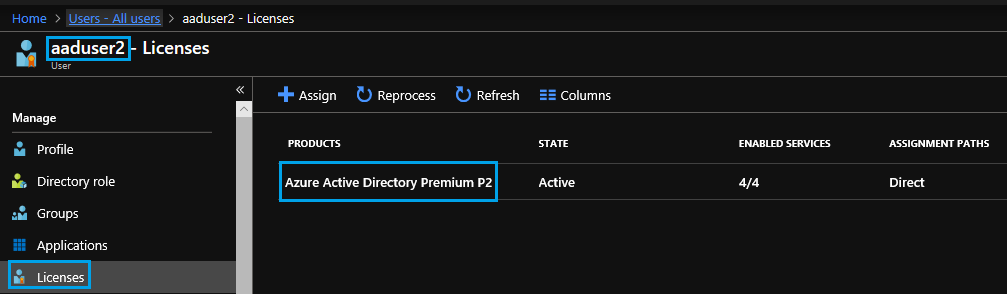 Home > Users - All users > aaduser2 - Licenses
aaduser2 - Licenses
User
«
Manage
Profile
Directory role
Groups
Applications
Licenses
Assign Reprocess Refresh Columns
PRODUCTS STATE ENABLED SERVICES ASSIGNMENT PATHS
Azure Active Directory Premium P2 Active 4/4 Direct